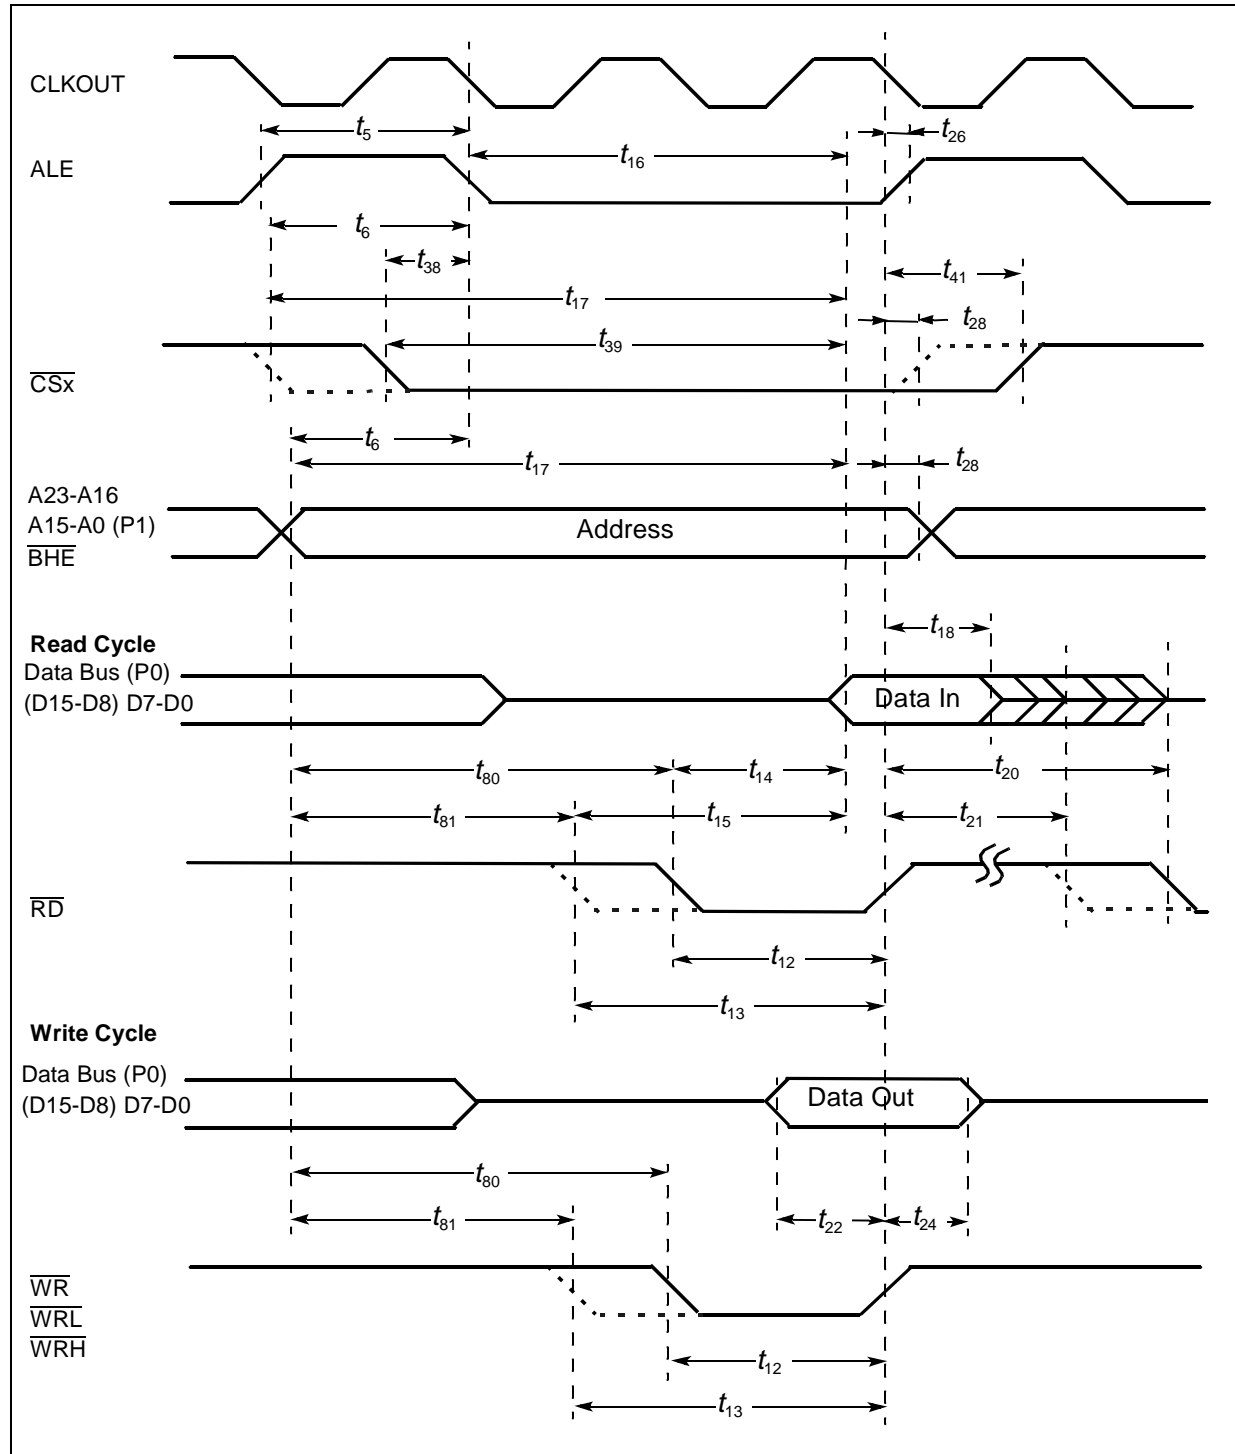 CLKOUT
t5
t26
ALE
t16
t6
t38
t41
t17
t28
t39
CSx
t6
t17
t28
A23-A16
A15-A0 (P1)
Address
BHE
t18
Read Cycle
Data Bus (P0)
(D15-D8) D7-D0
Data In
t80
t14
t20
t81
t15
t21
RD
t12
t13
Write Cycle
Data Bus (P0)
(D15-D8) D7-D0
Data Out
t80
t81
t22
t24
WR
WRL
WRH
t12
t13